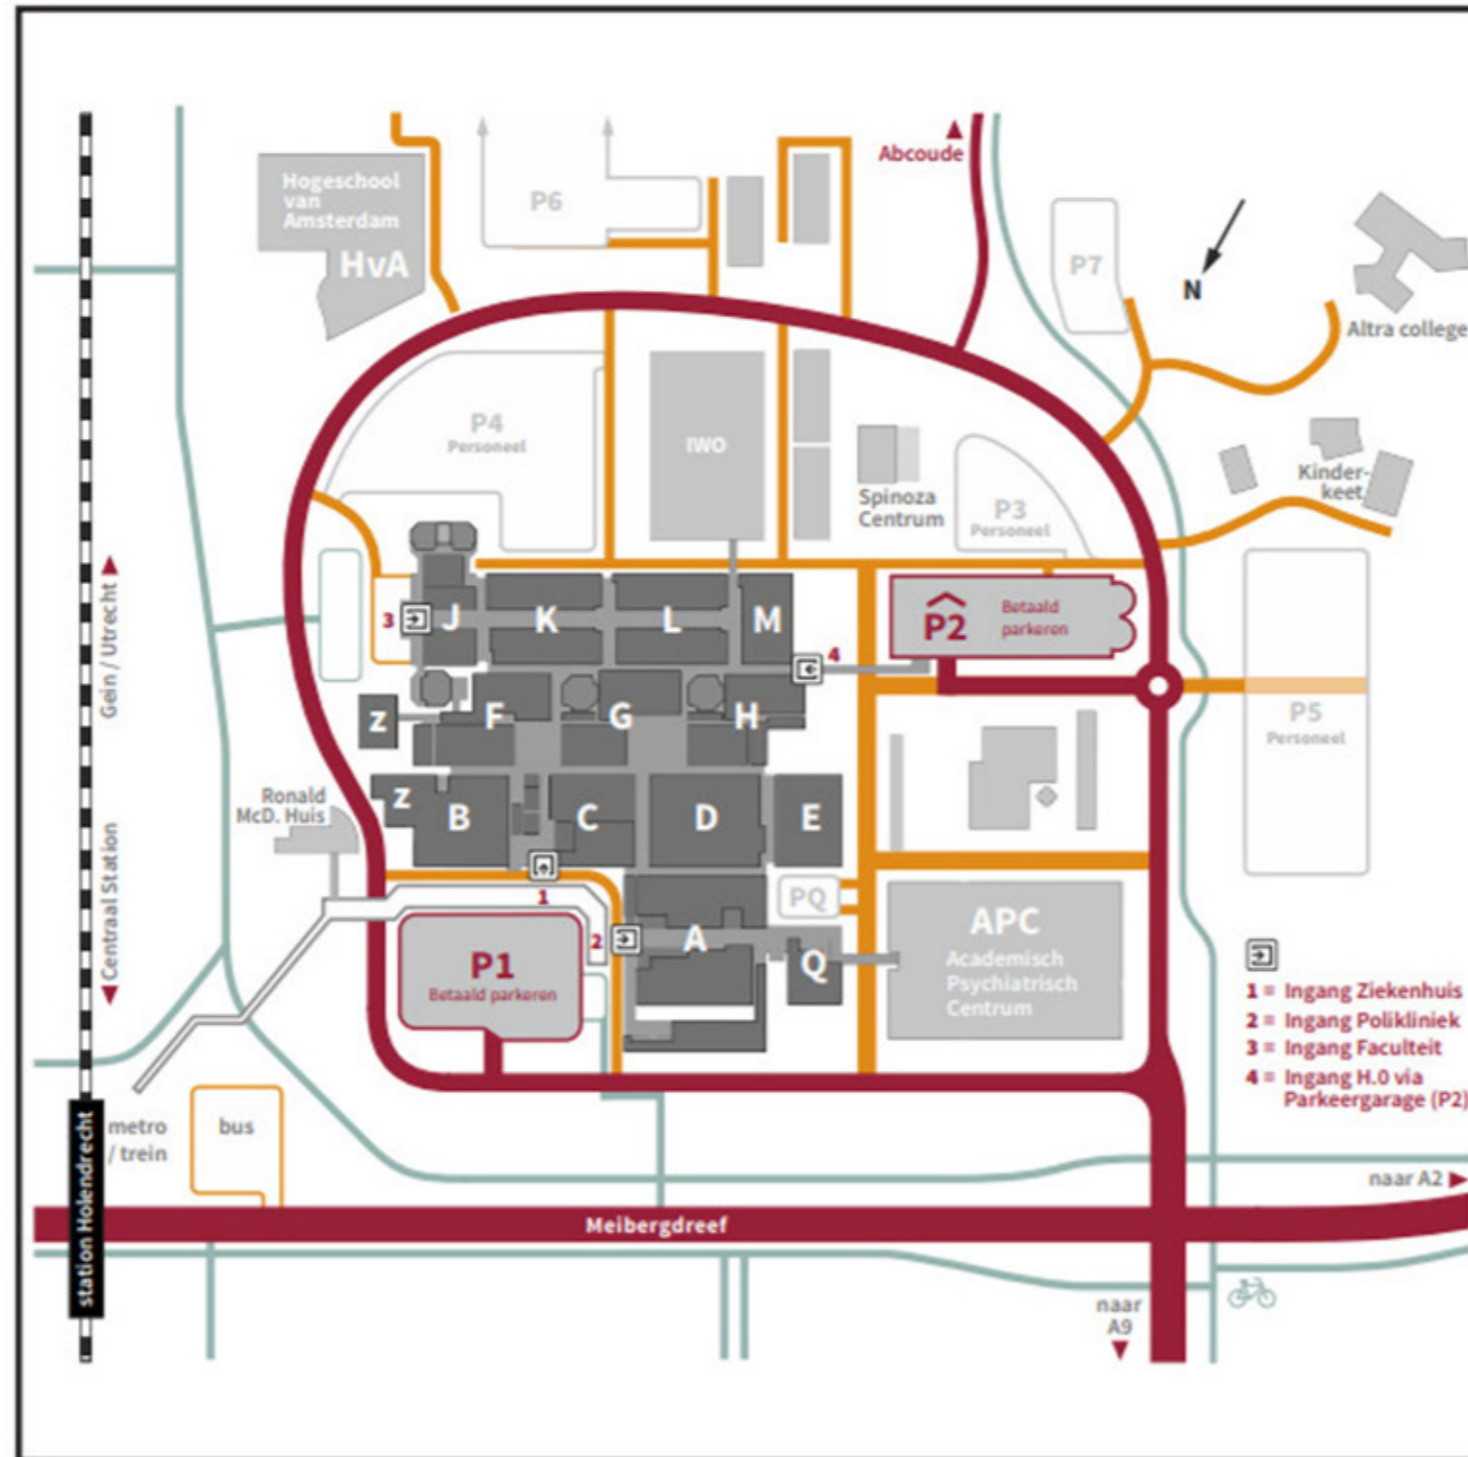 Hogeschool
van
Amsterdam
HvA
P6
Abcoude
P7
N
Altra college
P4
Personeel
IWO
Spinoza
Centrum
P3
Personeel
Kinder-
keet
3
J
K
L
M
4
P2
Betaald
parkeren
Gein / Utrecht
Centraal Station
z
F
G
H
P5
Personeel
Ronald
McD. Huis
z
B
C
D
E
1
PQ
2
A
Q
P1
Betaald parkeren
APC
Academisch
Psychiatrisch
Centrum
1 = Ingang Ziekenhuis
2 = Ingang Polikliniek
3 = Ingang Faculteit
4 = Ingang H.0 via
Parkeergarage (P2)
station Holendrecht
metro
/ trein
bus
naar A2
Meibergdreef
naar
A9